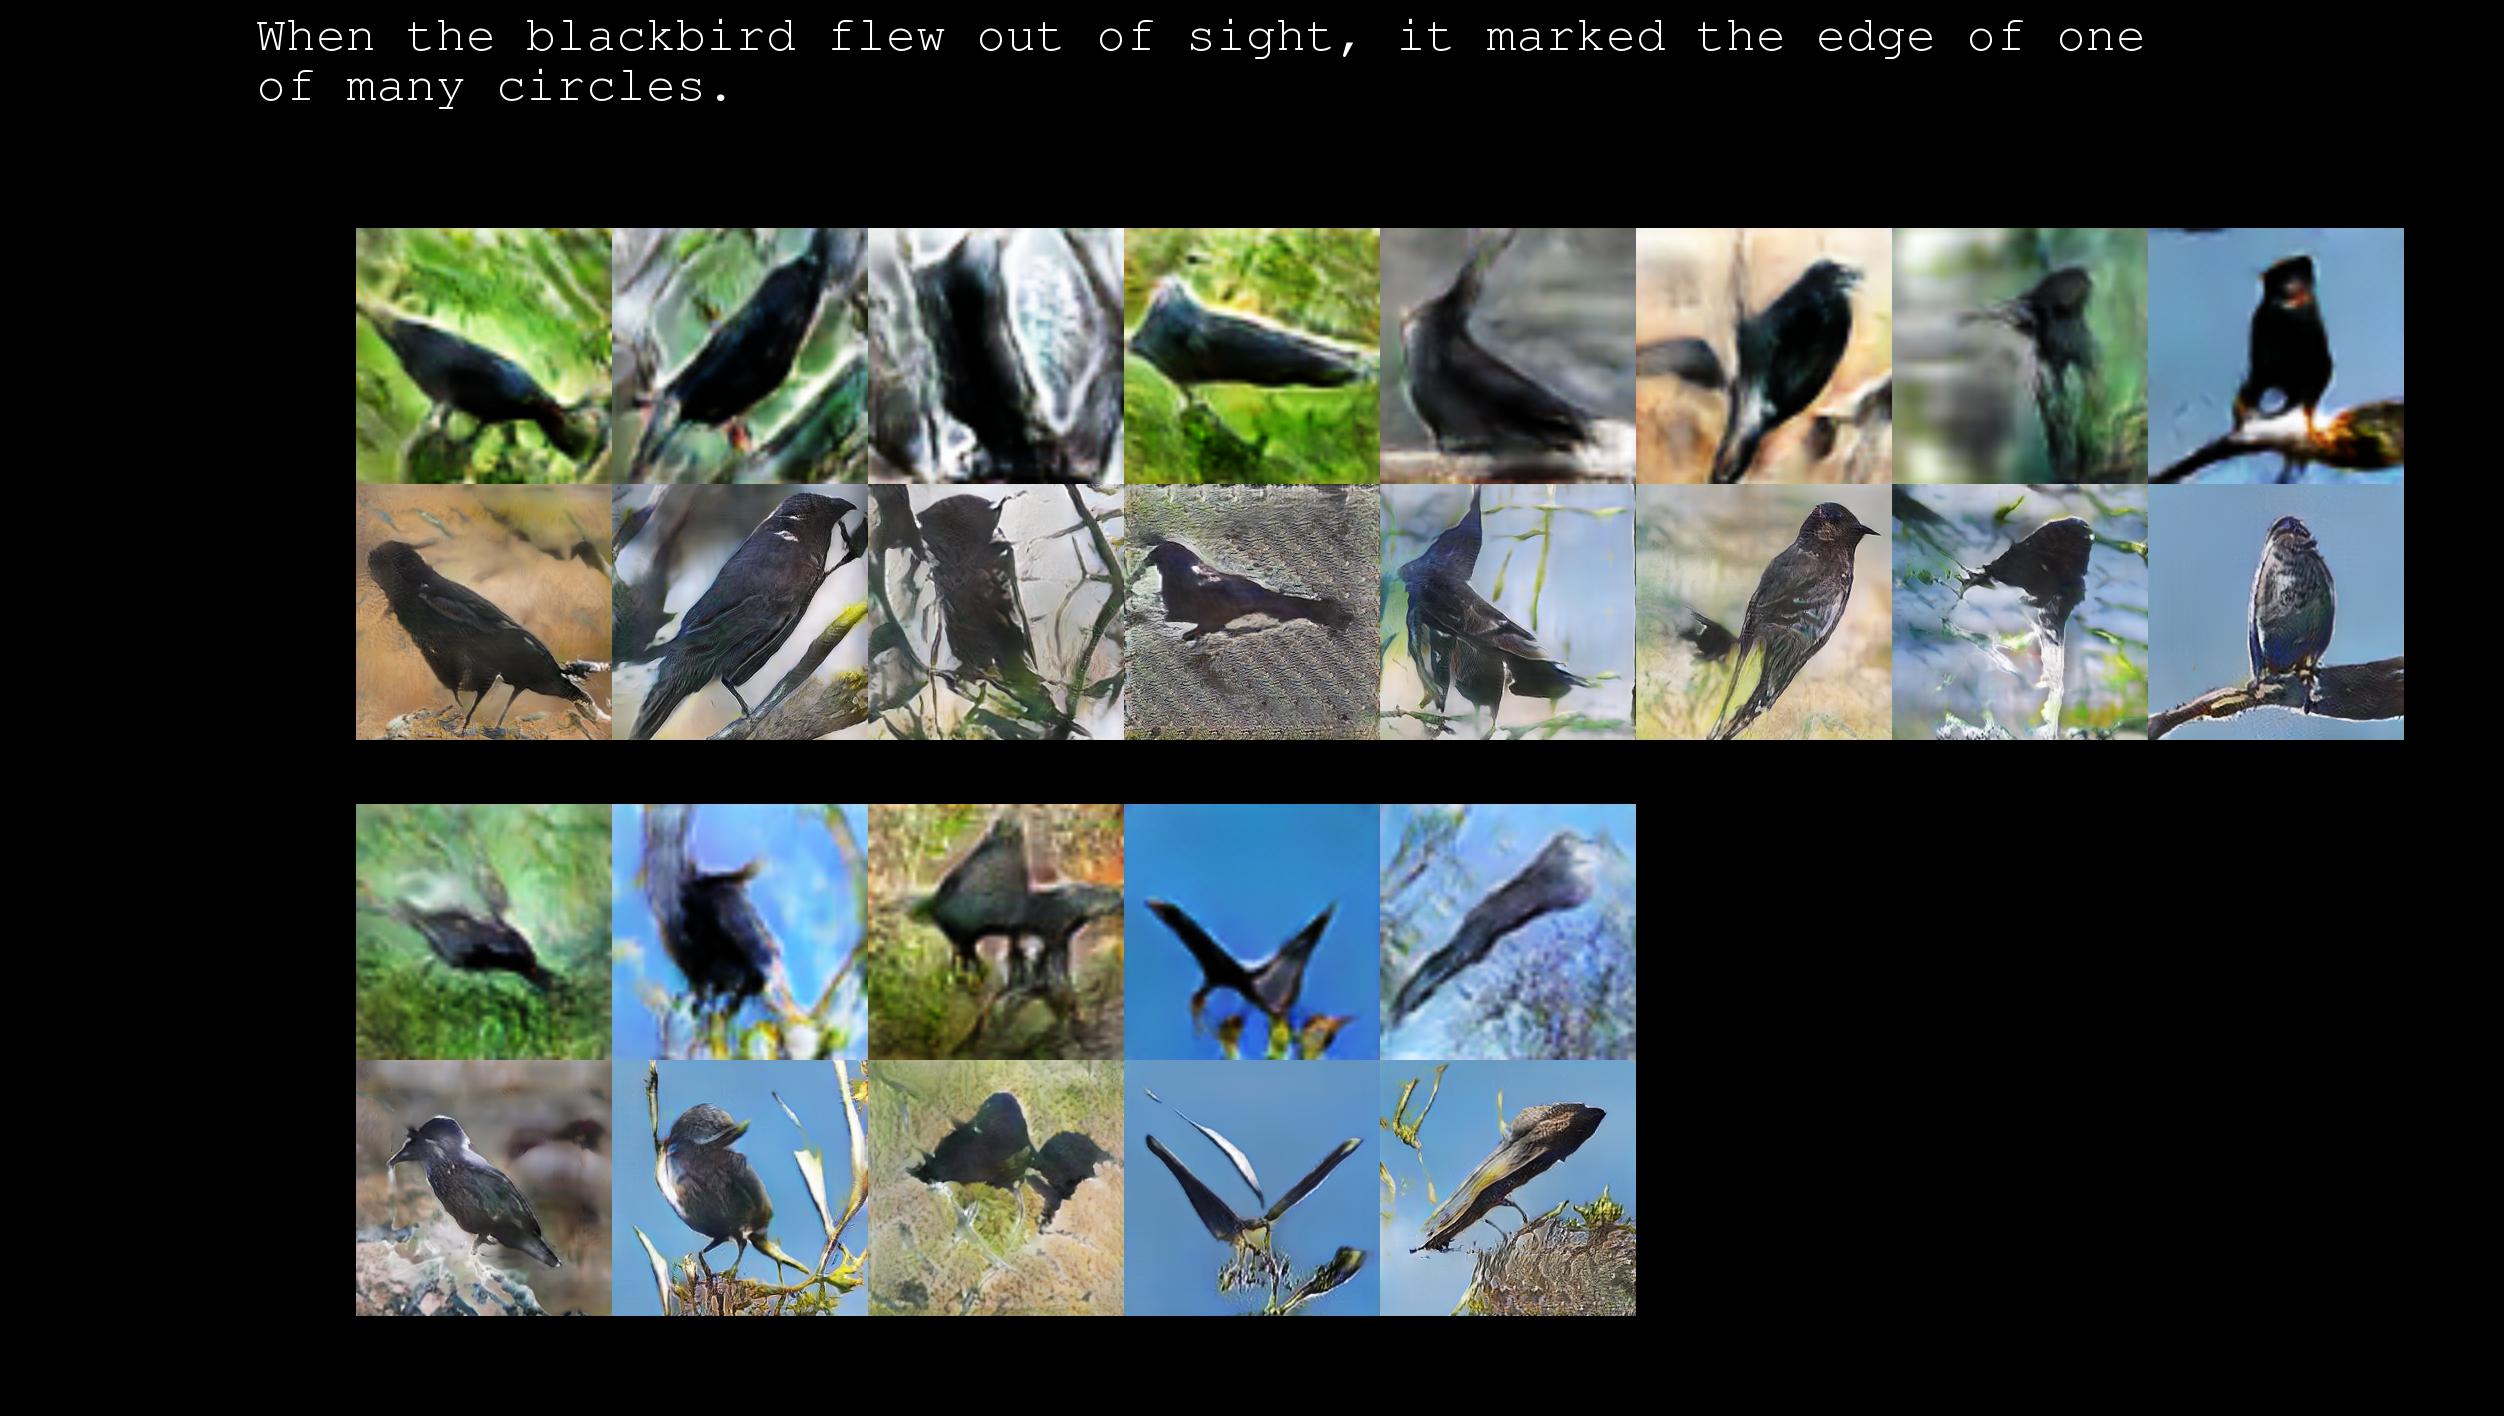 When the blackbird flew out of sight, it marked the edge of one
of many circles.